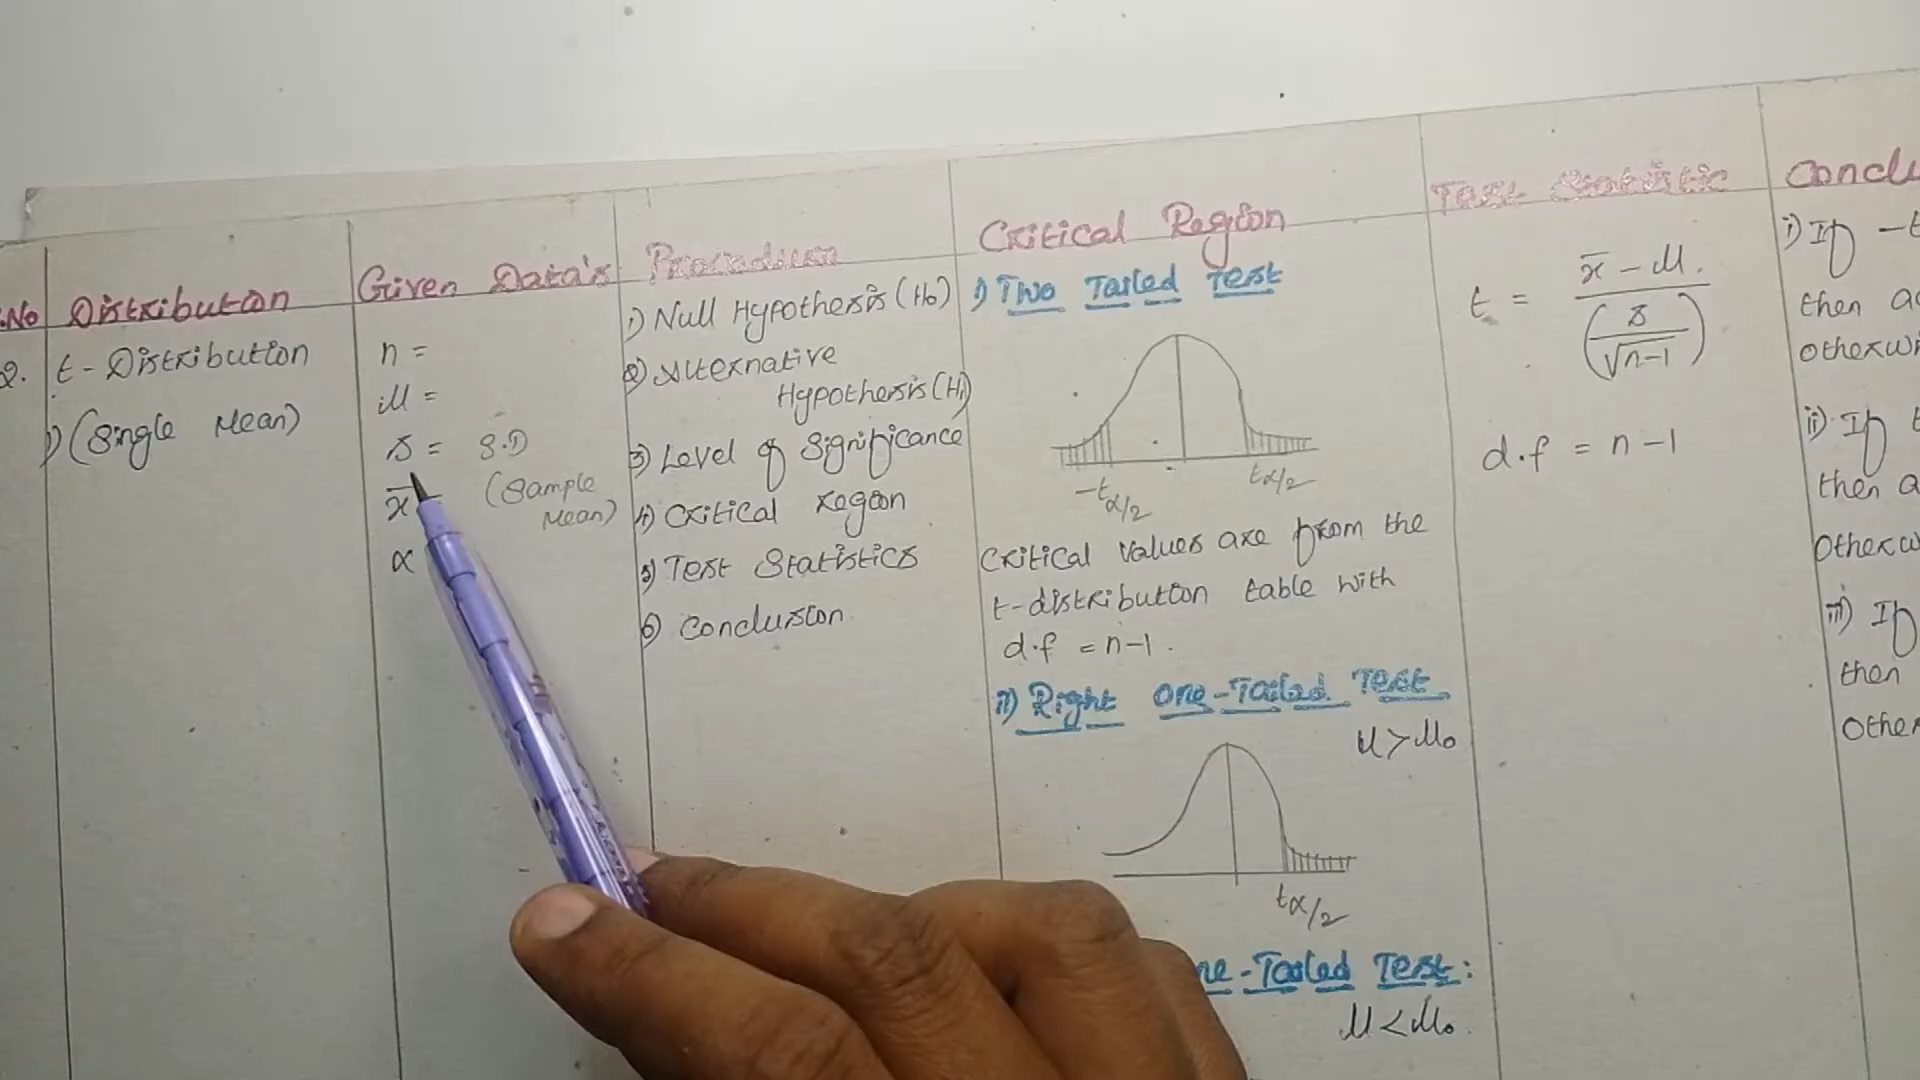 .No
Distribution
Given Data's
Procedure
Critical Region
Test Statistic
Conclu
2. t - Distribution
1) (Single Mean)
n =
μ =
s = S.D
x̄
(Sample
Mean)
α
1) Null Hypothesis (H₀)
2) Alternative
Hypothesis (H₁)
3) Level of Significance
4) Critical region
5) Test Statistics
6) Conclusion.
i) Two Tailed Test
-tα/2
tα/2
Critical values are from the
t-distribution table with
d.f = n-1.
ii) Right one-Tailed Test
μ > μ₀
tα/2
ne-Tailed Test:
μ < μ₀.
t = x̄ - μ. / (s / √n-1)
d.f = n-1
i) If -t
then a
otherwi
ii) If t
then a
Otherw
iii) If
then
Other